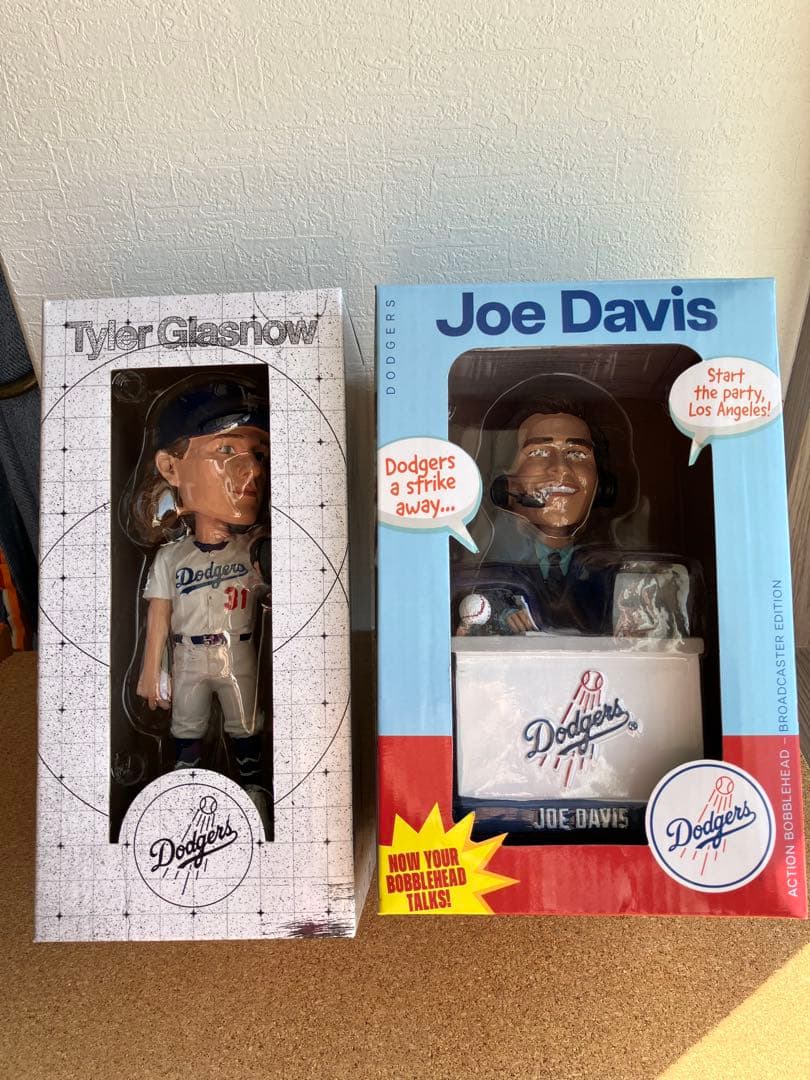 Tyler Glasnow
Dodgers
31
Dodgers
DODGERS
Joe Davis
Start
the party,
Los Angeles!
Dodgers
a strike
away...
Dodgers
JOE DAVIS
NOW YOUR
BOBBLEHEAD
TALKS!
Dodgers
ACTION BOBBLEHEAD – BROADCASTER EDITION